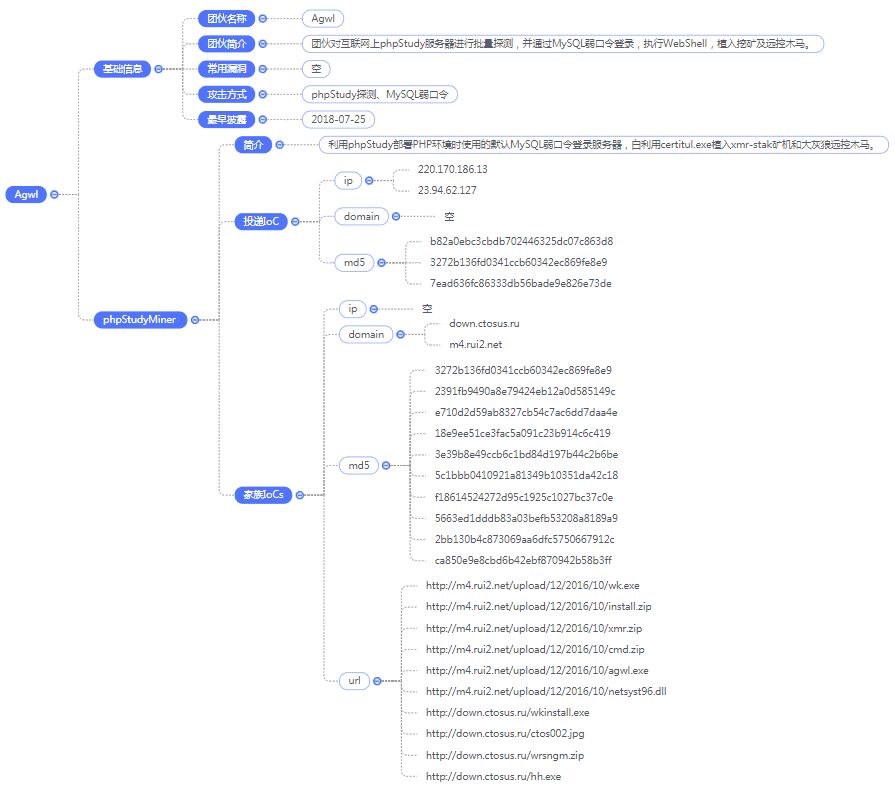 Agwl
基础信息
团伙名称
Agwl
团伙简介
团伙对互联网上phpStudy服务器进行批量探测，并通过MySQL弱口令登录，执行WebShell，植入挖矿及远控木马。
常用漏洞
空
攻击方式
phpStudy探测、MySQL弱口令
最早披露
2018-07-25
phpStudyMiner
简介
利用phpStudy部署PHP环境时使用的默认MySQL弱口令登录服务器，白利用certitul.exe植入xmr-stak矿机和大灰狼远控木马。
投递IoC
ip
220.170.186.13
23.94.62.127
domain
空
md5
b82a0ebc3cbdb702446325dc07c863d8
3272b136fd0341ccb60342ec869fe8e9
7ead636fc86333db56bade9e826e73de
家族IoCs
ip
空
domain
down.ctosus.ru
m4.rui2.net
md5
3272b136fd0341ccb60342ec869fe8e9
2391fb9490a8e79424eb12a0d585149c
e710d2d59ab8327cb54c7ac6dd7daa4e
18e9ee51ce3fac5a091c23b914c6c419
3e39b8e49ccb6c1bd84d197b44c2b6be
5c1bbb0410921a81349b10351da42c18
f18614524272d95c1925c1027bc37c0e
5663ed1dddb83a03befb53208a8189a9
2bb130b4c873069aa6dfc5750667912c
ca850e9e8cbd6b42ebf870942b58b3ff
url
http://m4.rui2.net/upload/12/2016/10/wk.exe
http://m4.rui2.net/upload/12/2016/10/install.zip
http://m4.rui2.net/upload/12/2016/10/xmr.zip
http://m4.rui2.net/upload/12/2016/10/cmd.zip
http://m4.rui2.net/upload/12/2016/10/agwl.exe
http://m4.rui2.net/upload/12/2016/10/netsyst96.dll
http://down.ctosus.ru/wkinstall.exe
http://down.ctosus.ru/ctos002.jpg
http://down.ctosus.ru/wrsngm.zip
http://down.ctosus.ru/hh.exe